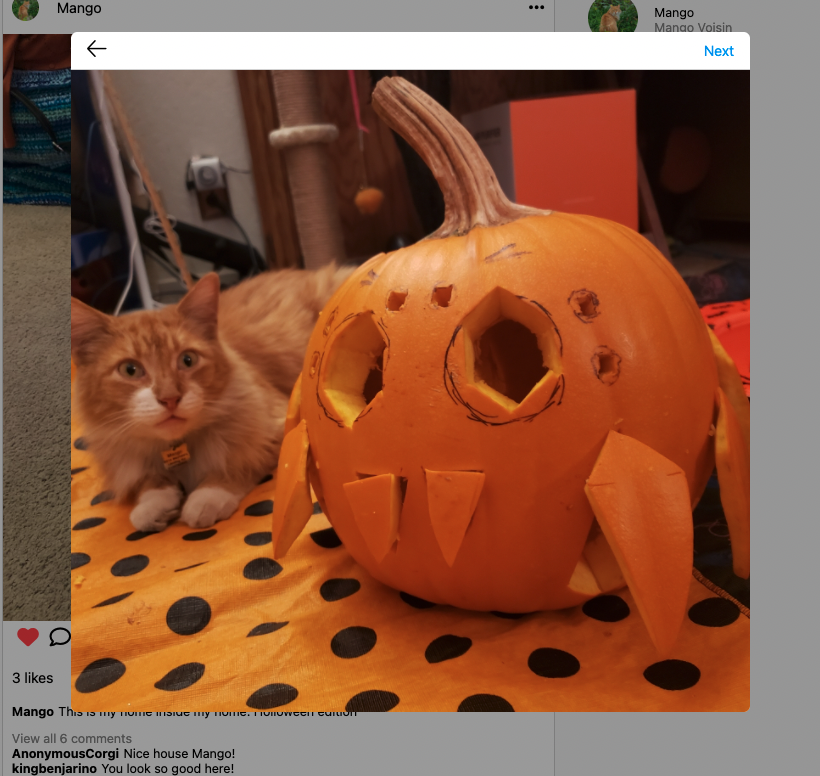 Mango
•••
Mango
Mango Voisin
Next
3 likes
Mango This is my home inside my home. Holloween edition
View all 6 comments
AnonymousCorgi Nice house Mango!
kingbenjarino You look so good here!